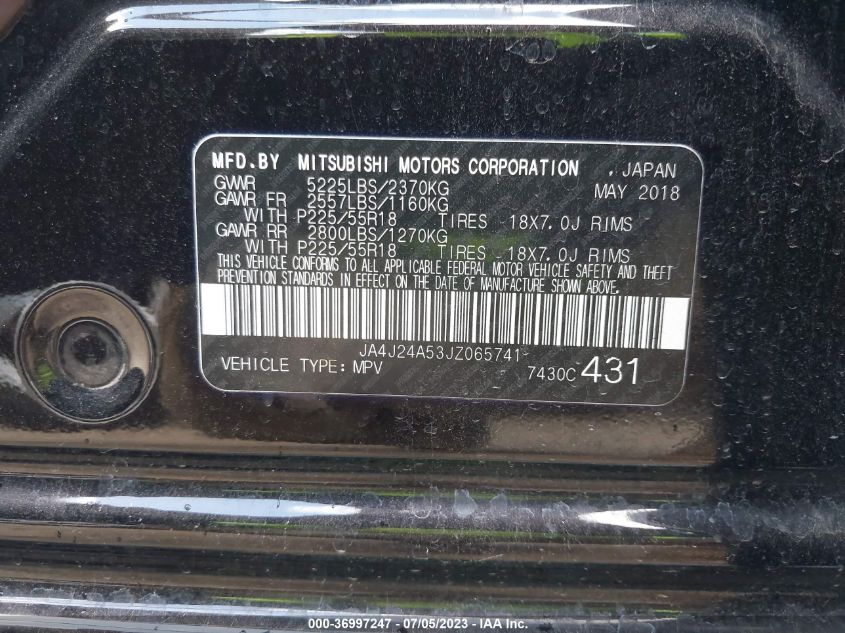 MFD.BY MITSUBISHI MOTORS CORPORATION , JAPAN
GVWR 5225LBS/2370KG MAY 2018
GAWR FR 2557LBS/1160KG
WITH P225/55R18 TIRES 18X7.0J RIMS
GAWR RR 2800LBS/1270KG
WITH P225/55R18 TIRES 18X7.0J RIMS
THIS VEHICLE CONFORMS TO ALL APPLICABLE FEDERAL MOTOR VEHICLE SAFETY AND THEFT
PREVENTION STANDARDS IN EFFECT ON THE DATE OF MANUFACTURE SHOWN ABOVE.
JA4J24A53JZ065741
VEHICLE TYPE: MPV 7430C 431
000-36997247 - 07/05/2023 - IAA Inc.